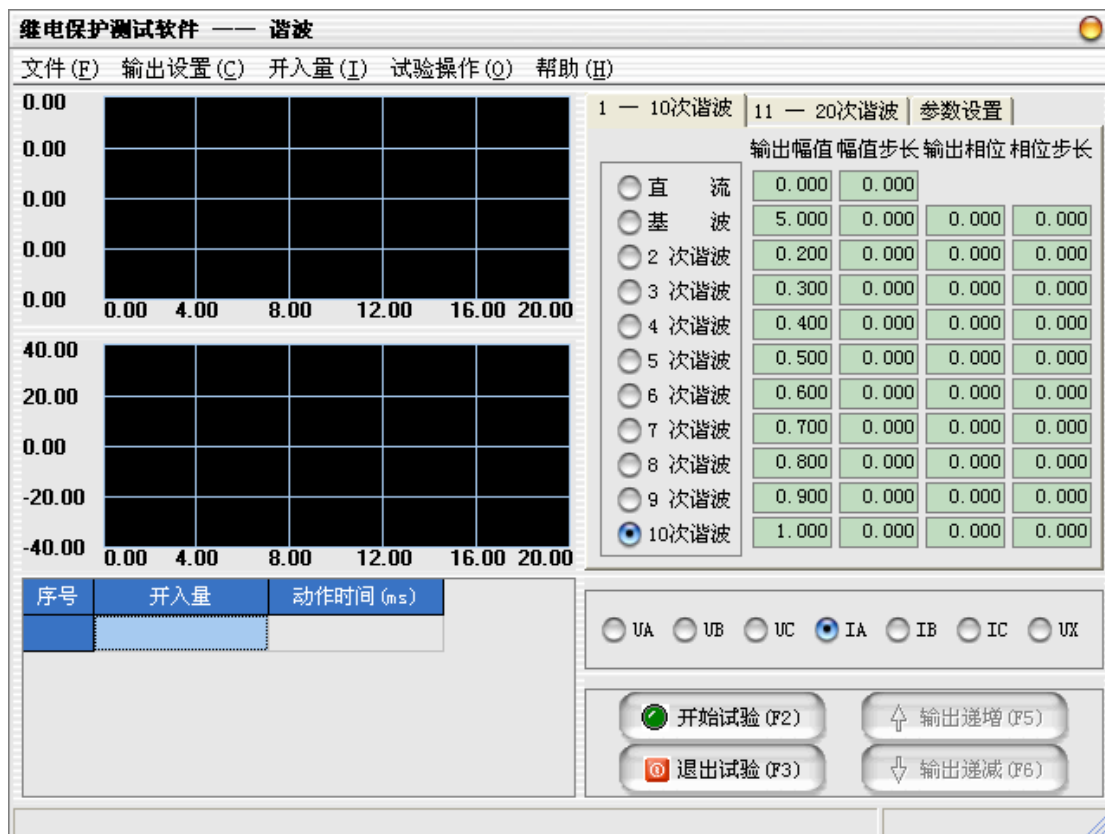 继电保护测试软件 —— 谐波
文件(F) 输出设置(C) 开入量(I) 试验操作(O) 帮助(H)
0.00
0.00
0.00
0.00
0.00
0.00 4.00 8.00 12.00 16.00 20.00
40.00
20.00
0.00
-20.00
-40.00
0.00 4.00 8.00 12.00 16.00 20.00
序号 开入量 动作时间(ms)
1 — 10次谐波 11 — 20次谐波 参数设置
输出幅值 幅值步长 输出相位 相位步长
直 流 0.000 0.000
基 波 5.000 0.000 0.000 0.000
2 次谐波 0.200 0.000 0.000 0.000
3 次谐波 0.300 0.000 0.000 0.000
4 次谐波 0.400 0.000 0.000 0.000
5 次谐波 0.500 0.000 0.000 0.000
6 次谐波 0.600 0.000 0.000 0.000
7 次谐波 0.700 0.000 0.000 0.000
8 次谐波 0.800 0.000 0.000 0.000
9 次谐波 0.900 0.000 0.000 0.000
10次谐波 1.000 0.000 0.000 0.000
UA UB UC IA IB IC UX
开始试验(F2) 输出递增(F5)
退出试验(F3) 输出递减(F6)